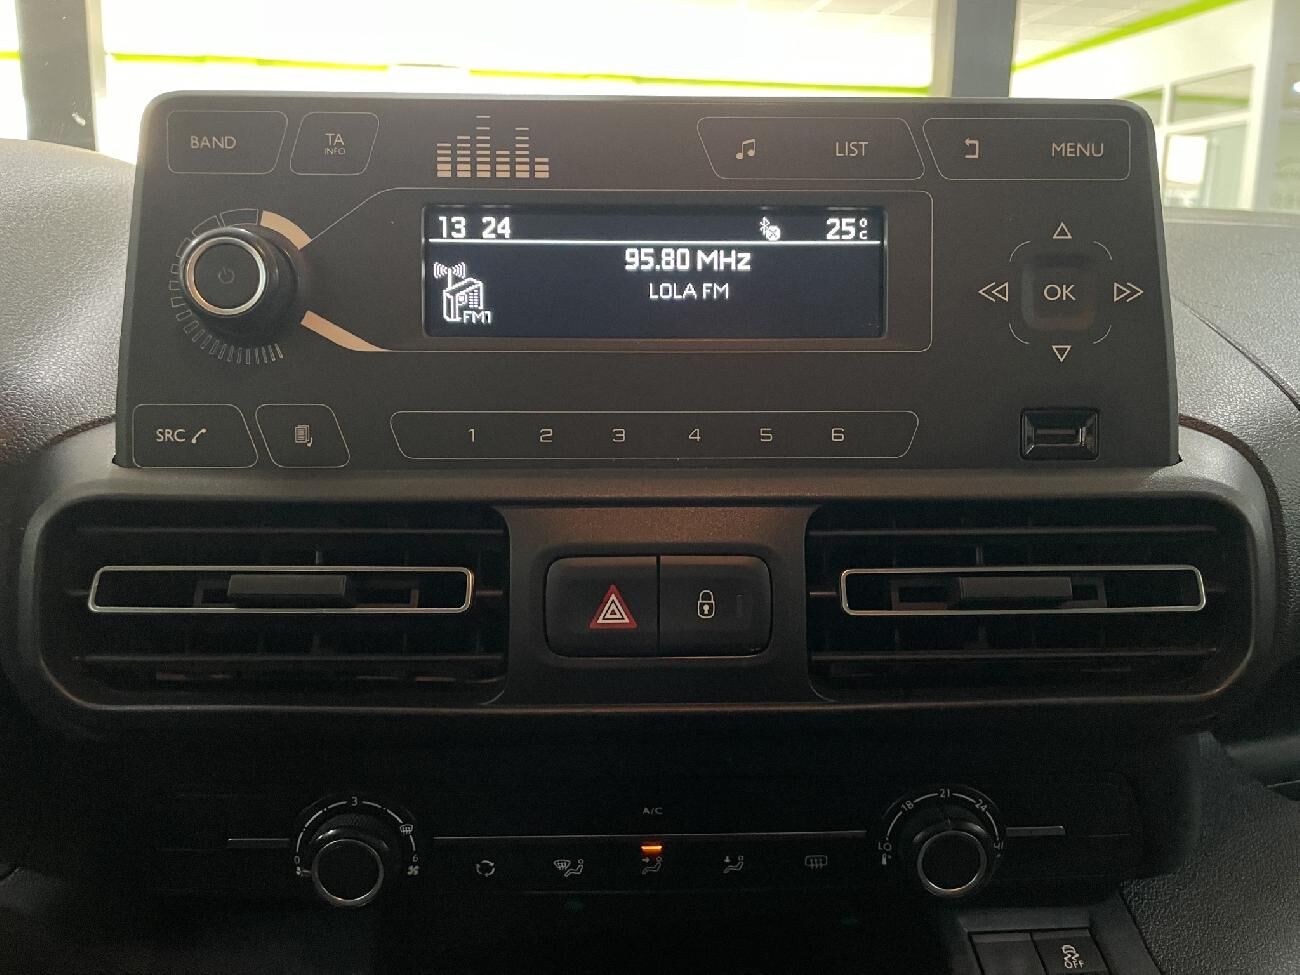 BAND
TA
INFO
LIST
MENU
13 24
25°C
95.80 MHz
LOLA FM
FM1
OK
SRC
1 2 3 4 5 6
A/C
3
0
6
18
21
24
LO
HI
OFF